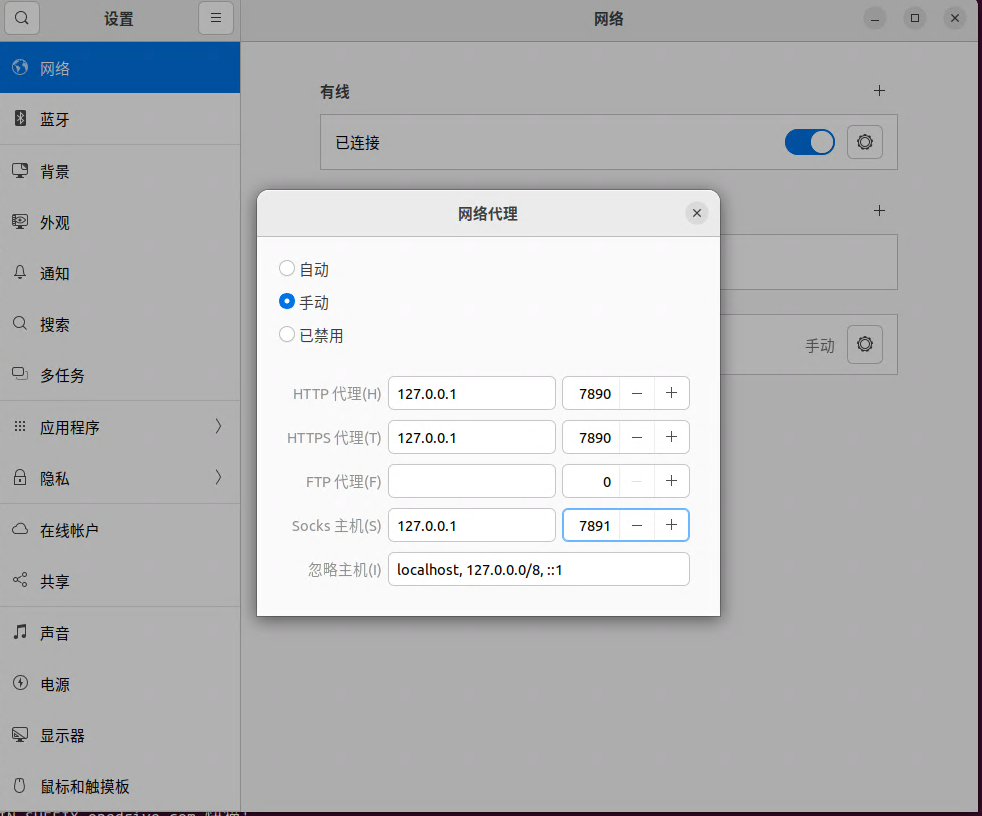 设置
网络
网络
蓝牙
背景
外观
通知
搜索
多任务
应用程序
隐私
在线帐户
共享
声音
电源
显示器
鼠标和触摸板
有线
已连接
手动
网络代理
自动
手动
已禁用
HTTP 代理(H) 127.0.0.1 7890
HTTPS 代理(T) 127.0.0.1 7890
FTP 代理(F) 0
Socks 主机(S) 127.0.0.1 7891
忽略主机(I) localhost, 127.0.0.0/8, ::1